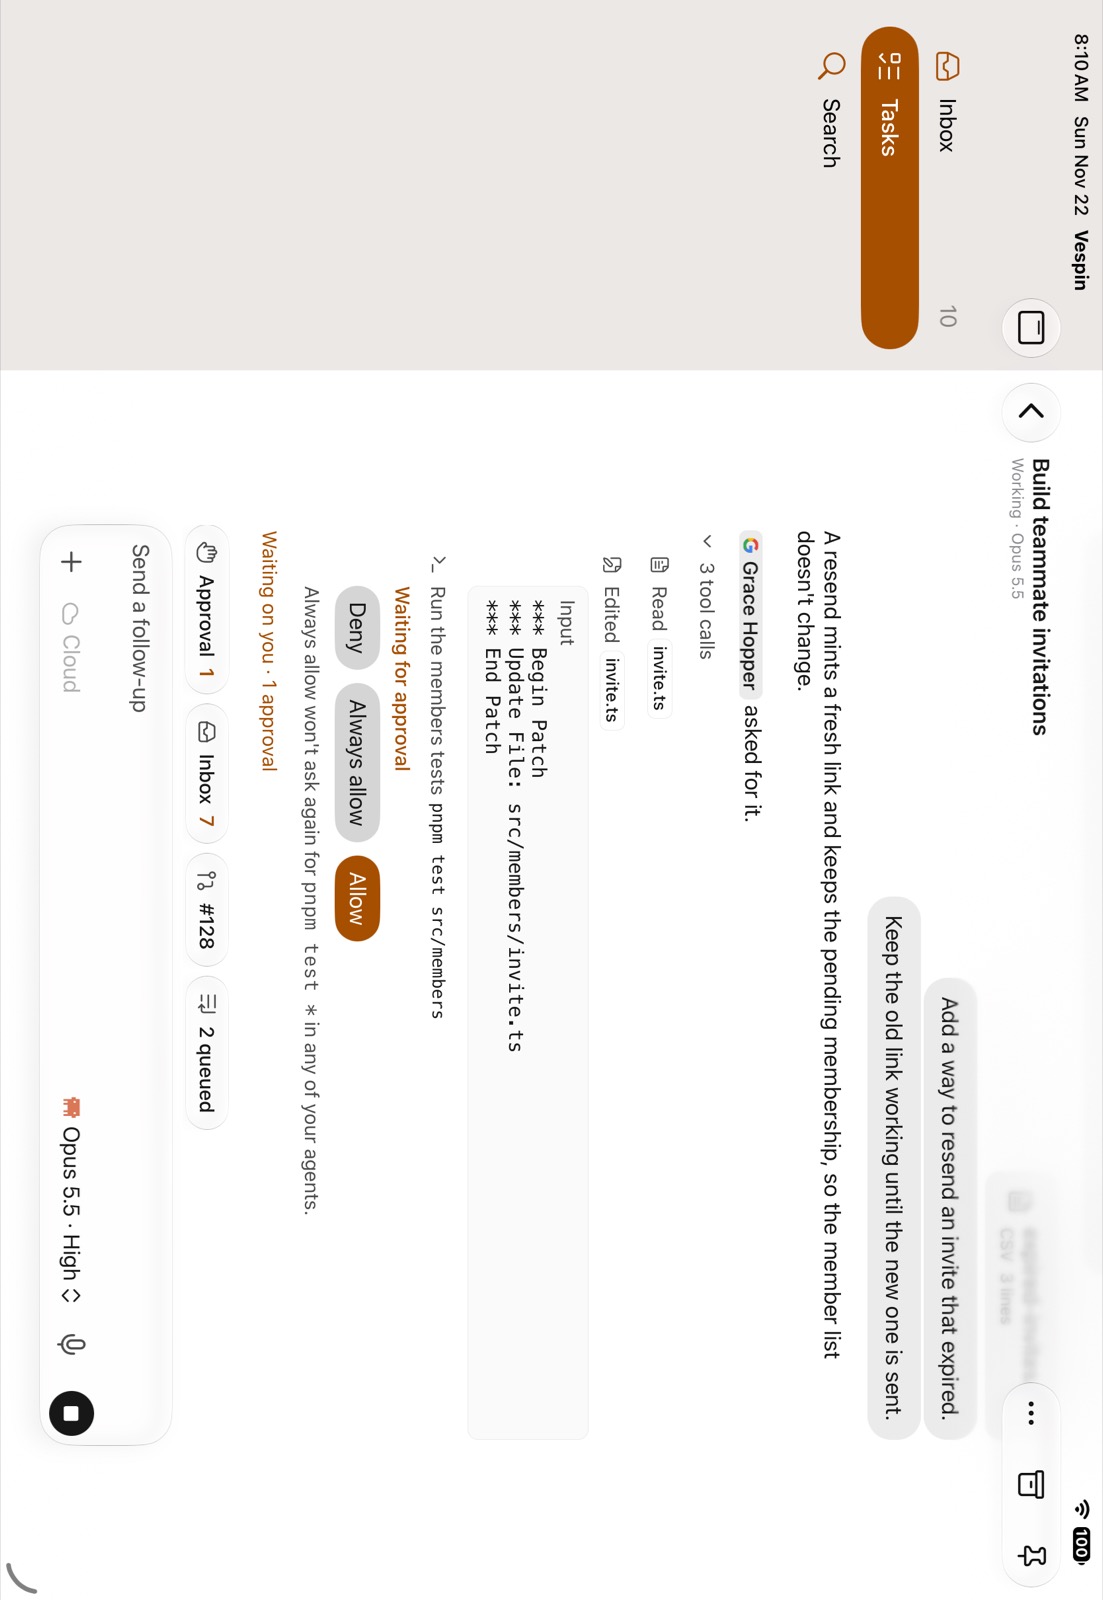 8:10 AM Sun Nov 22 Vespin
100
Inbox 10
Tasks
Search
Build teammate invitations
Working · Opus 5.5
expired-invites
CSV 3 lines
Add a way to resend an invite that expired.
Keep the old link working until the new one is sent.
A resend mints a fresh link and keeps the pending membership, so the member list
doesn't change.
Grace Hopper asked for it.
3 tool calls
Read invite.ts
Edited invite.ts
Input
*** Begin Patch
*** Update File: src/members/invite.ts
*** End Patch
Run the members tests pnpm test src/members
Waiting for approval
Deny Always allow Allow
Always allow won't ask again for pnpm test * in any of your agents.
Waiting on you · 1 approval
Approval 1 Inbox 7 #128 2 queued
Send a follow-up
Cloud Opus 5.5 · High